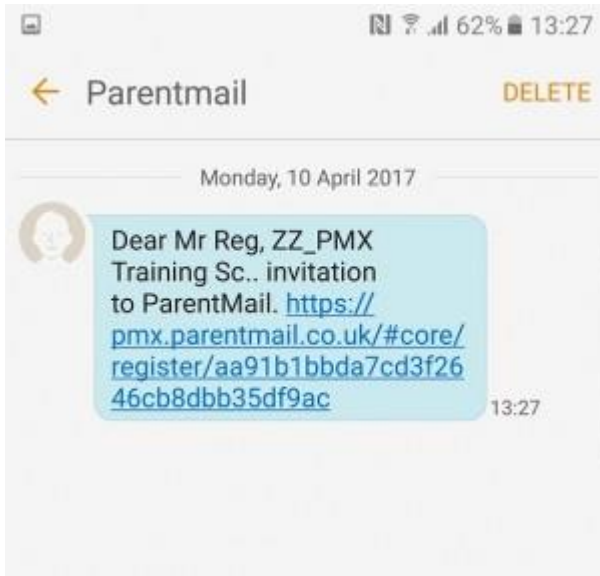 62% 13:27
Parentmail DELETE
Monday, 10 April 2017
Dear Mr Reg, ZZ_PMX
Training Sc.. invitation
to ParentMail. https://
pmx.parentmail.co.uk/#core/
register/aa91b1bbda7cd3f26
46cb8dbb35df9ac
13:27